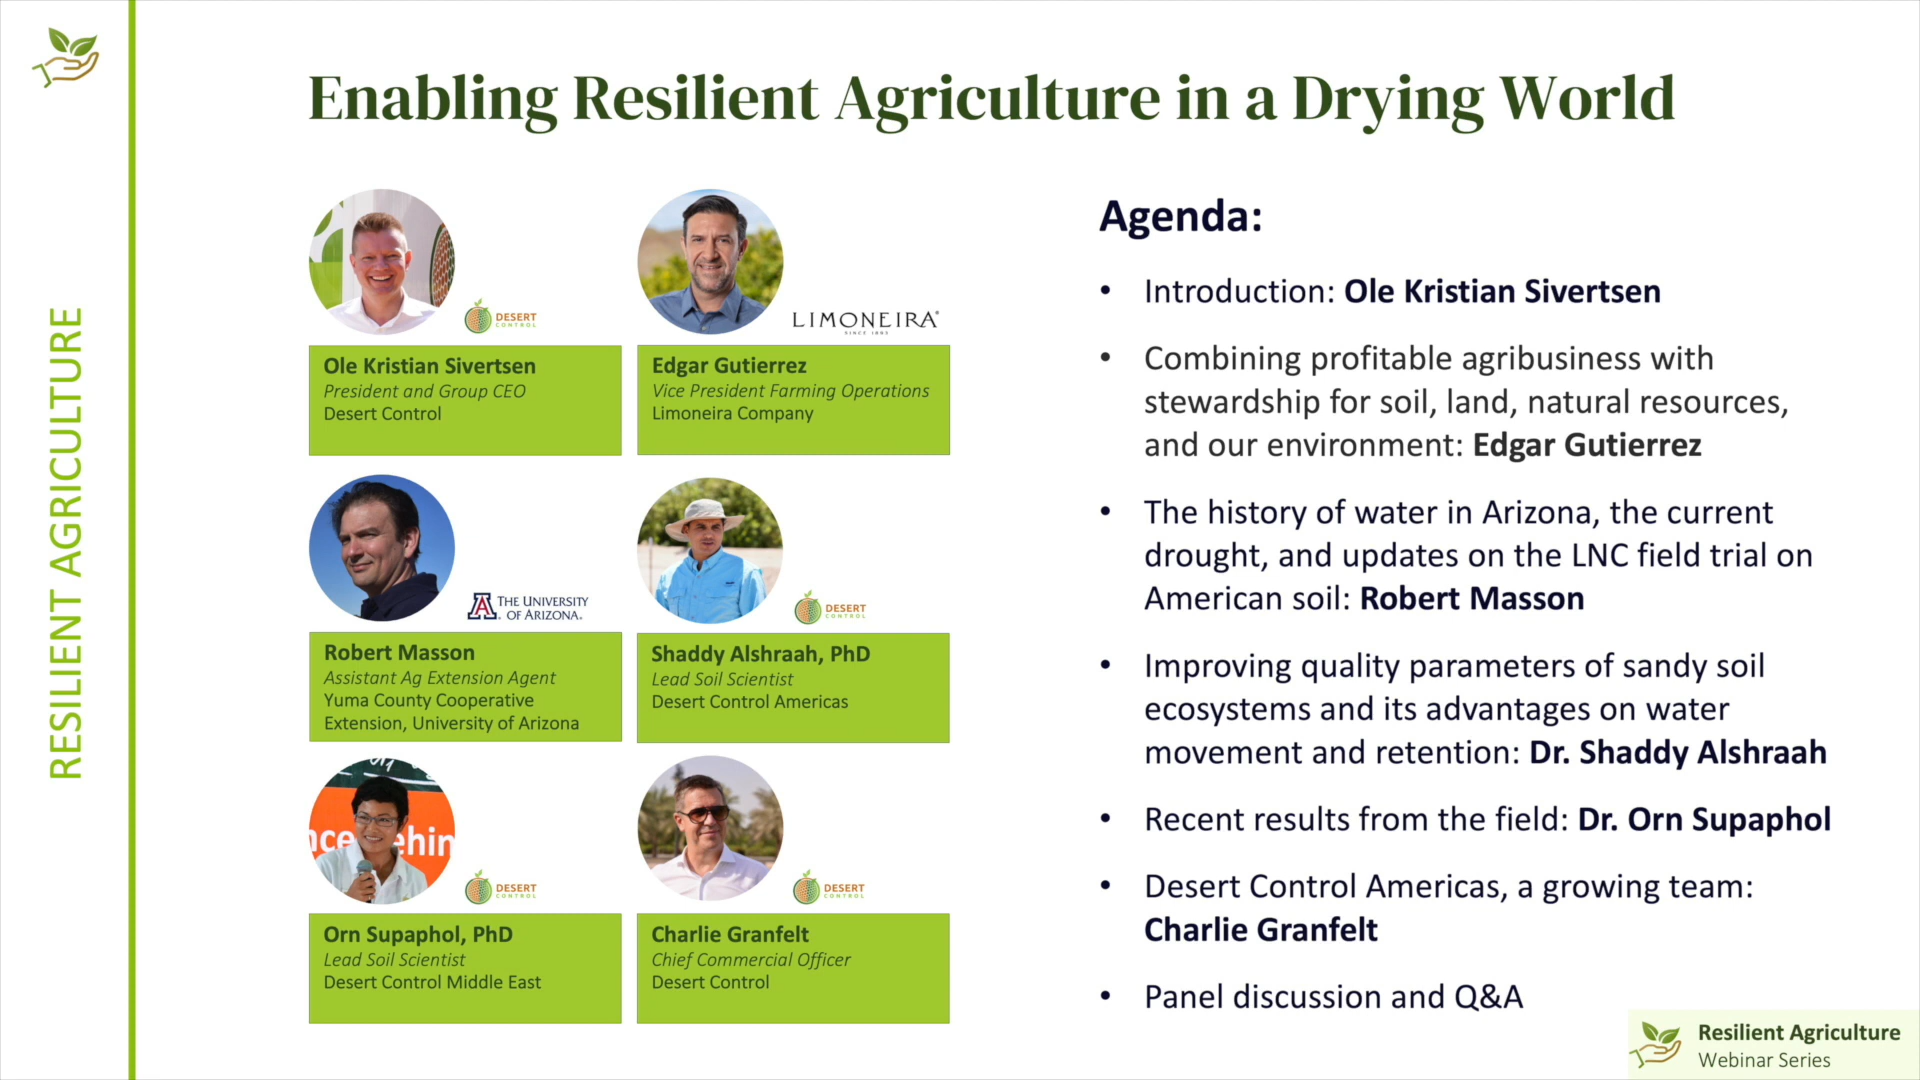 RESILIENT AGRICULTURE
Enabling Resilient Agriculture in a Drying World
DESERT
CONTROL
Ole Kristian Sivertsen
President and Group CEO
Desert Control
LIMONEIRA®
SINCE 1893
Edgar Gutierrez
Vice President Farming Operations
Limoneira Company
A
THE UNIVERSITY
OF ARIZONA®
Robert Masson
Assistant Ag Extension Agent
Yuma County Cooperative
Extension, University of Arizona
DESERT
CONTROL
Shaddy Alshraah, PhD
Lead Soil Scientist
Desert Control Americas
DESERT
CONTROL
Orn Supaphol, PhD
Lead Soil Scientist
Desert Control Middle East
DESERT
CONTROL
Charlie Granfelt
Chief Commercial Officer
Desert Control
Agenda:
• Introduction: Ole Kristian Sivertsen
• Combining profitable agribusiness with
stewardship for soil, land, natural resources,
and our environment: Edgar Gutierrez
• The history of water in Arizona, the current
drought, and updates on the LNC field trial on
American soil: Robert Masson
• Improving quality parameters of sandy soil
ecosystems and its advantages on water
movement and retention: Dr. Shaddy Alshraah
• Recent results from the field: Dr. Orn Supaphol
• Desert Control Americas, a growing team:
Charlie Granfelt
• Panel discussion and Q&A
Resilient Agriculture
Webinar Series